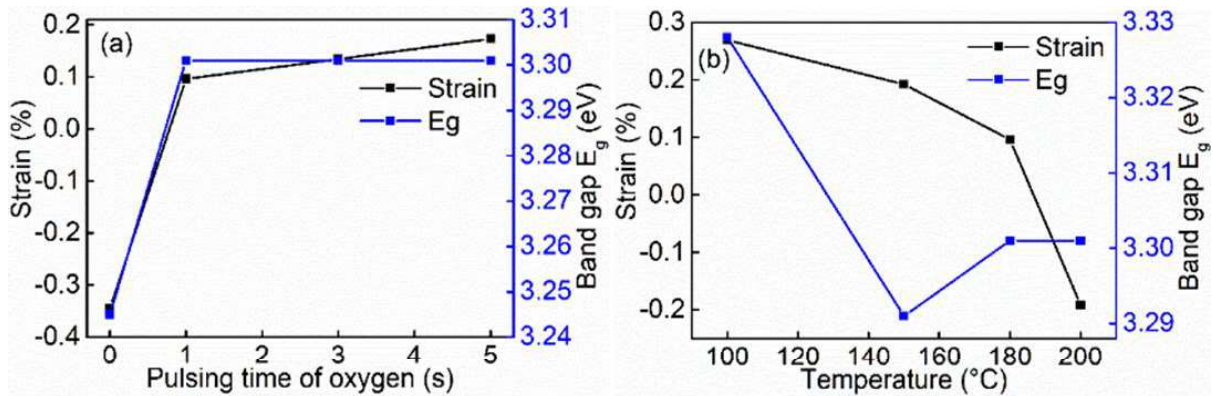 (a)
Strain
Eg
0.2
0.1
0.0
-0.1
-0.2
-0.3
-0.4
Strain (%)
3.31
3.30
3.29
3.28
3.27
3.26
3.25
3.24
Band gap E_g (eV)
0 1 2 3 4 5
Pulsing time of oxygen (s)
(b)
Strain
Eg
0.3
0.2
0.1
0.0
-0.1
-0.2
Strain (%)
3.33
3.32
3.31
3.30
3.29
Band gap E_g (eV)
100 120 140 160 180 200
Temperature (°C)